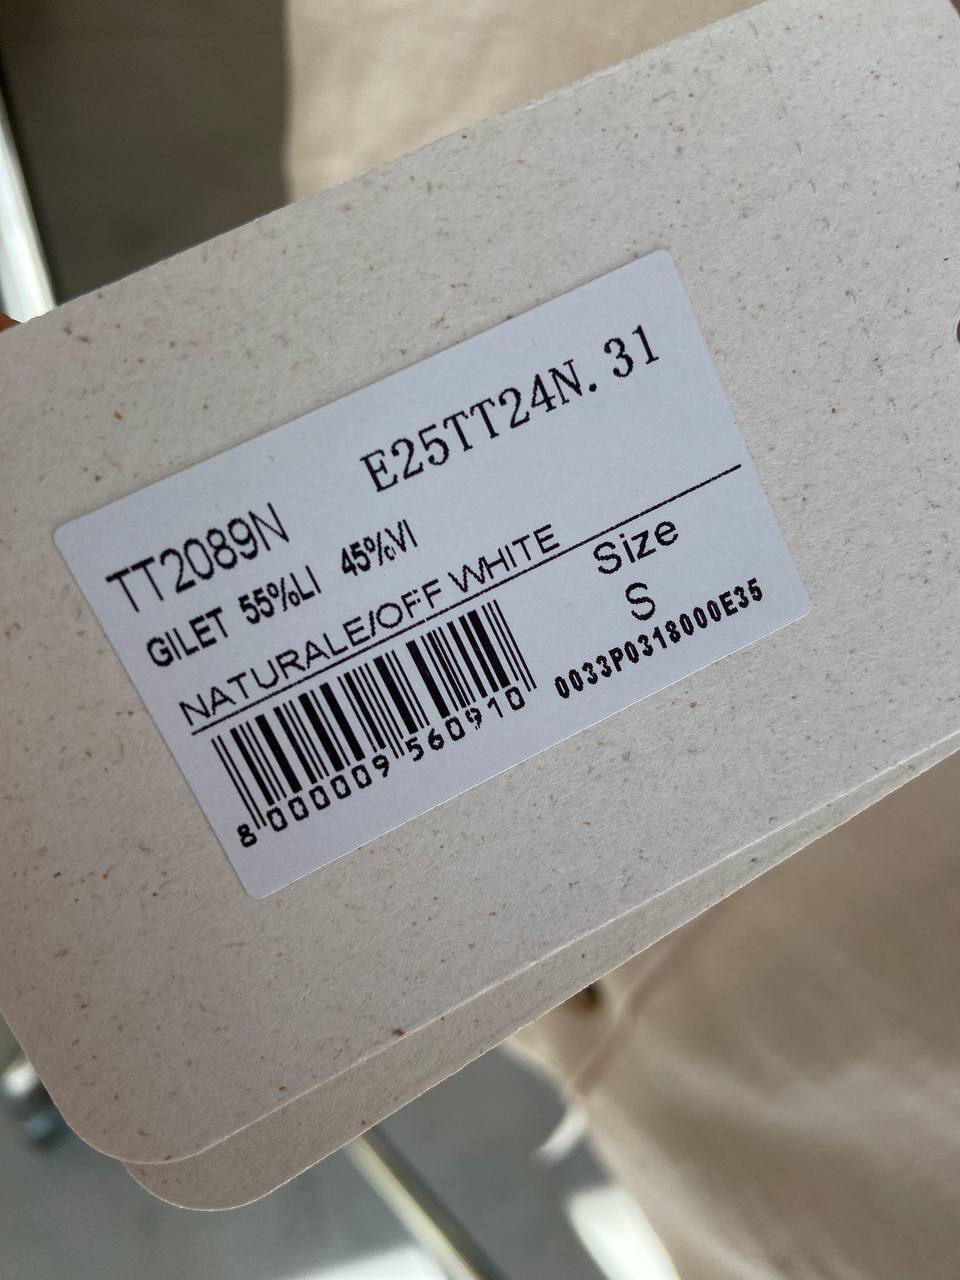 E25TT24N. 31
TT2089N
GILET 55%LI 45%VI
NATURALE/OFF WHITE
Size
S
8 000009 560910
0033P0318000E35